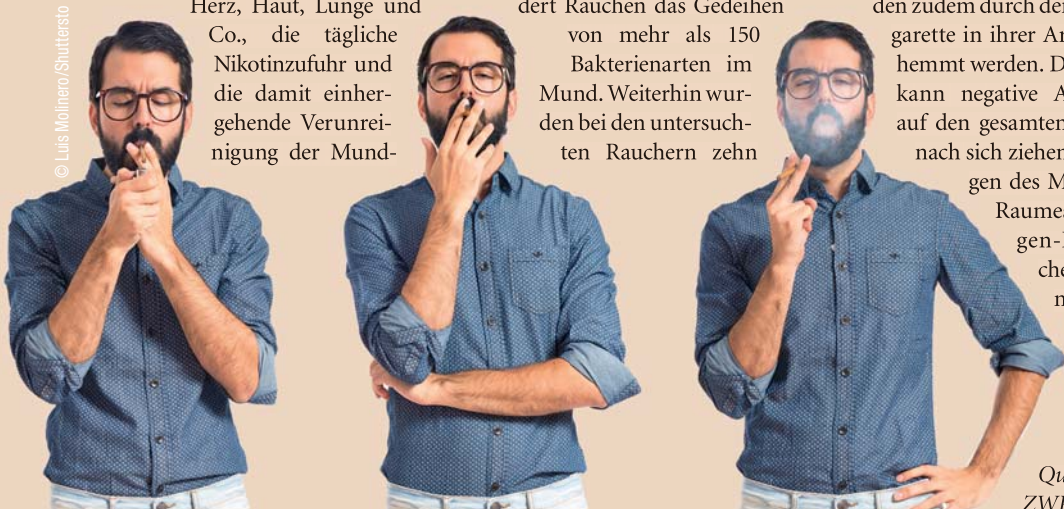 © Luis Molinero/Shuttersto
Herz, Haut, Lunge und
Co., die tägliche
Nikotinzufuhr und
die damit einher-
gehende Verunrei-
nigung der Mund-
dert Rauchen das Gedeihen
von mehr als 150
Bakterienarten im
Mund. Weiterhin wur-
den bei den untersuch-
ten Rauchern zehn
den zudem durch de
garette in ihrer A
hemmt werden. D
kann negative A
auf den gesamten
nach sich ziehen
gen des M
Raumes
gen-
che
n
Qu
ZWP